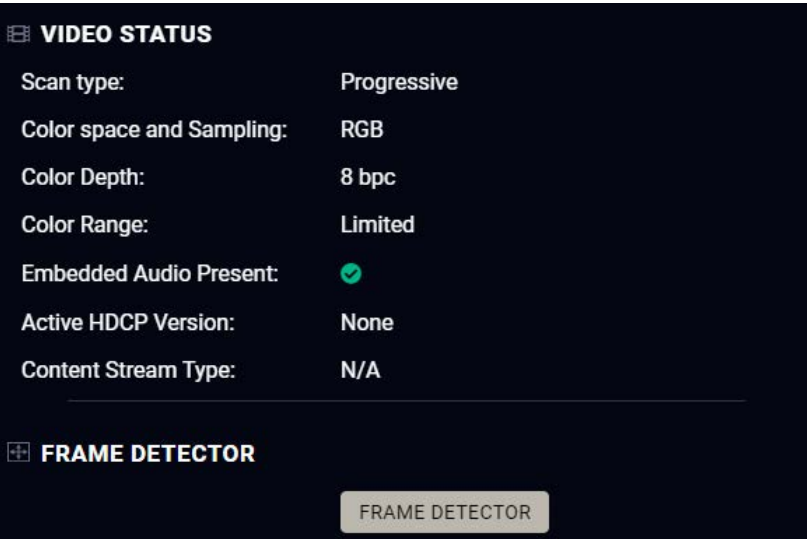 VIDEO STATUS
Scan type: Progressive
Color space and Sampling: RGB
Color Depth: 8 bpc
Color Range: Limited
Embedded Audio Present:
Active HDCP Version: None
Content Stream Type: N/A
FRAME DETECTOR
FRAME DETECTOR